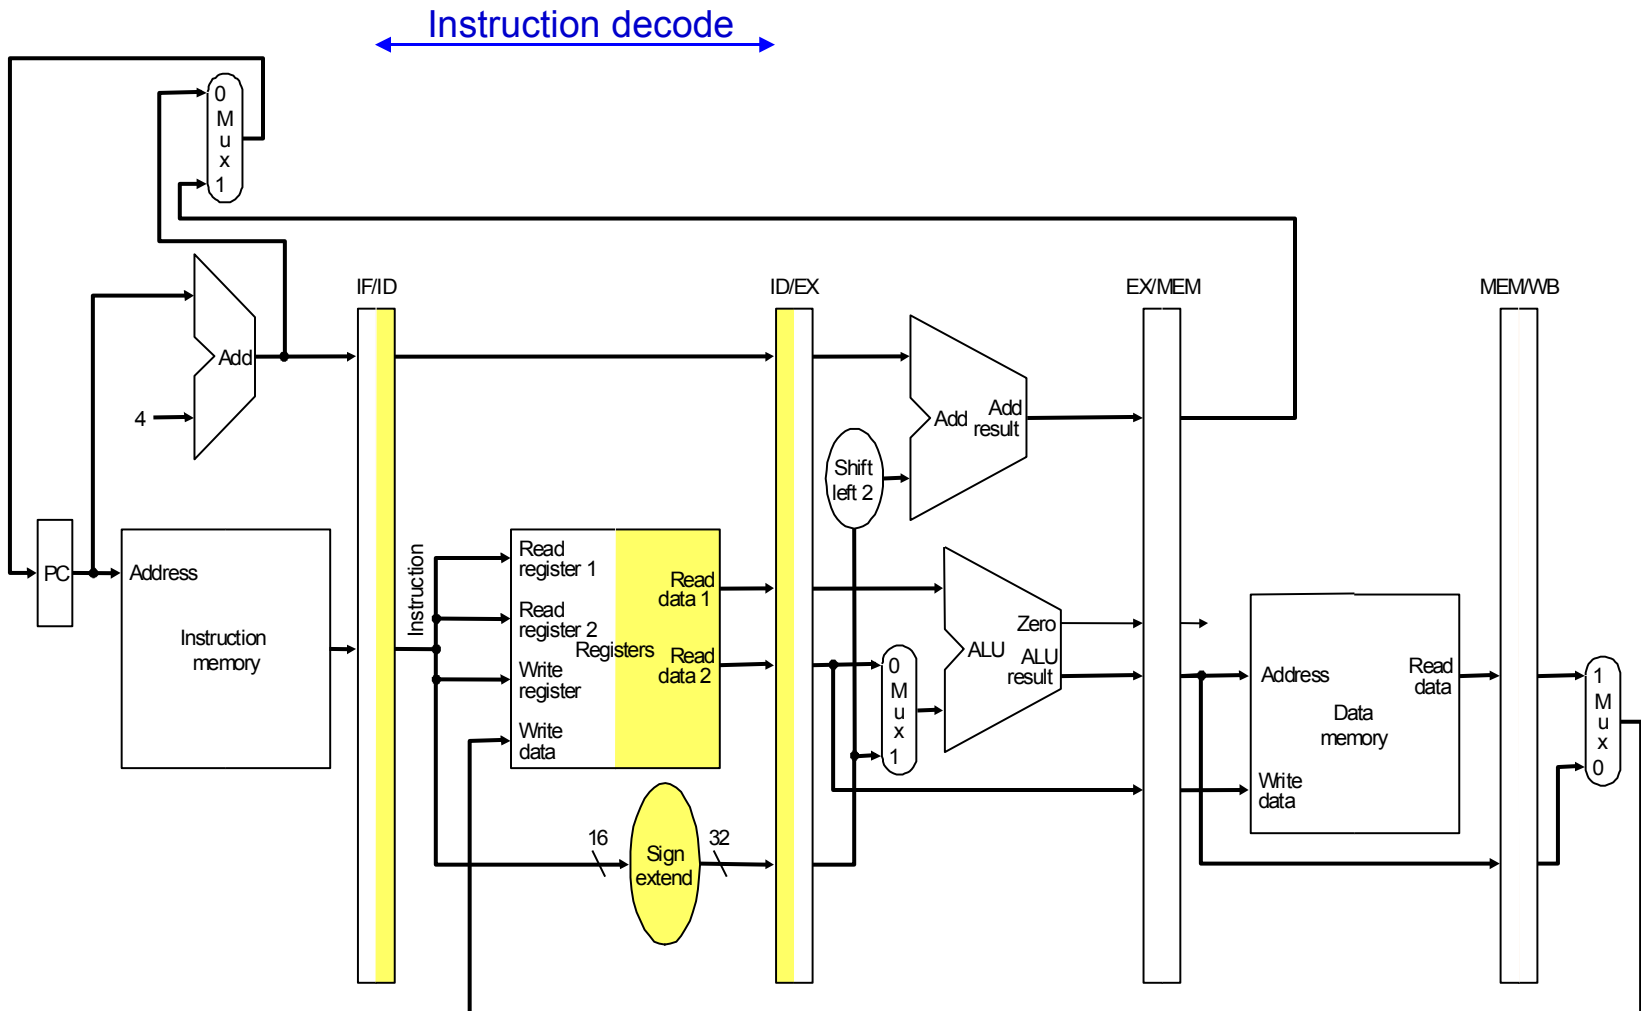 Instruction decode
0
M
u
x
1
IF/ID
ID/EX
EX/MEM
MEM/WB
Add
4
Add
Add
result
Shift
left 2
PC
Address
Instruction
memory
Instruction
Read
register 1
Read
register 2
Registers
Write
register
Write
data
Read
data 1
Read
data 2
16
Sign
extend
32
0
M
u
x
1
Zero
ALU
ALU
result
Address
Read
data
Data
memory
Write
data
1
M
u
x
0